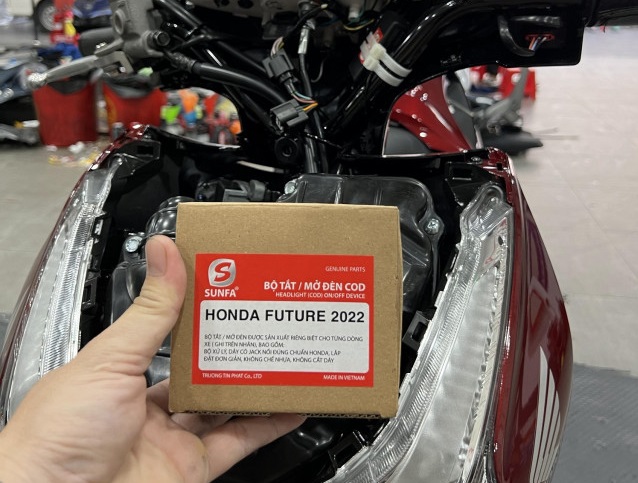 GENUINE PARTS
S
SUNFA®
BỘ TẮT / MỞ ĐÈN COD
HEADLIGHT (COD) ON/OFF DEVICE
HONDA FUTURE 2022
BỘ TẮT / MỞ ĐÈN ĐƯỢC SẢN XUẤT RIÊNG BIỆT CHO TỪNG DÒNG
XE ( GHI TRÊN NHÃN), BAO GỒM:
BỘ XỬ LÝ, DÂY CÓ JACK NỐI ĐÚNG CHUẨN HONDA, LẮP
ĐẶT ĐƠN GIẢN, KHÔNG CHẾ NHỰA, KHÔNG CẮT DÂY
TRUONG TIN PHAT Co., LTD
MADE IN VIETNAM